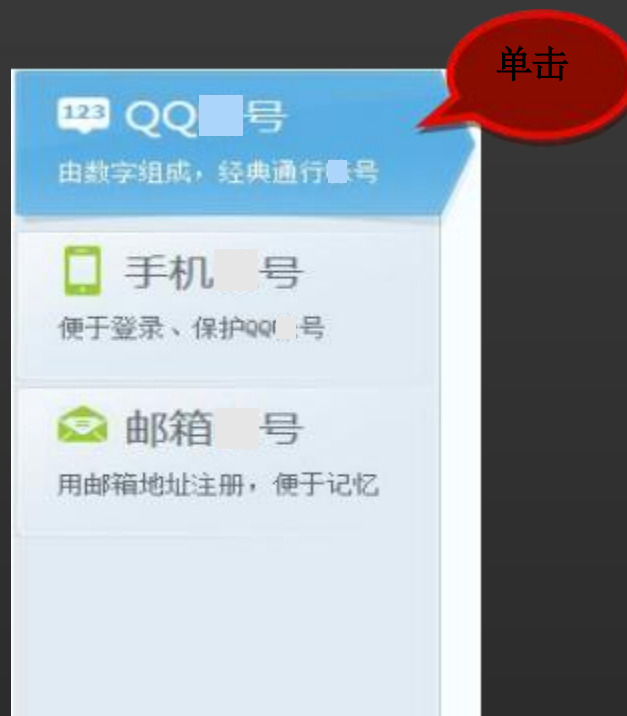 单击
123 QQ号
由数字组成，经典通行号
手机号
便于登录、保护QQ号
邮箱号
用邮箱地址注册，便于记忆